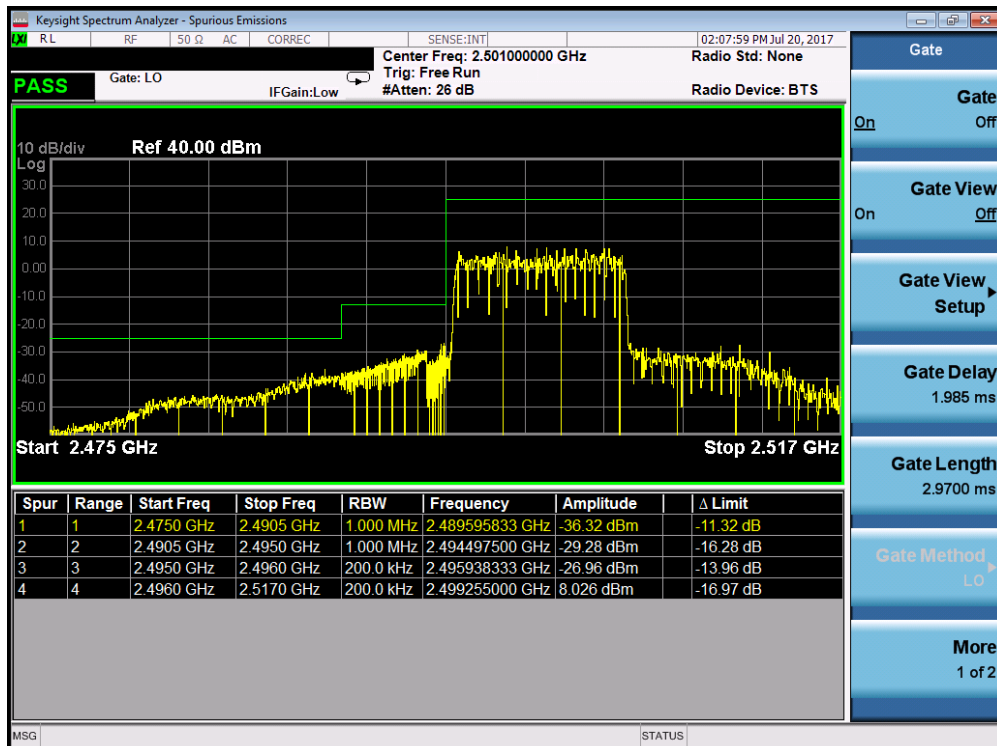 Keysight Spectrum Analyzer - Spurious Emissions
LXI RL RF 50 Ω AC CORREC SENSE:INT 02:07:59 PM Jul 20, 2017
Center Freq: 2.501000000 GHz Radio Std: None
PASS Gate: LO Trig: Free Run
IFGain:Low #Atten: 26 dB Radio Device: BTS
10 dB/div Ref 40.00 dBm
Log
30.0
20.0
10.0
0.00
-10.0
-20.0
-30.0
-40.0
-50.0
Start 2.475 GHz Stop 2.517 GHz
Spur Range Start Freq Stop Freq RBW Frequency Amplitude Δ Limit
1 1 2.4750 GHz 2.4905 GHz 1.000 MHz 2.489595833 GHz -36.32 dBm -11.32 dB
2 2 2.4905 GHz 2.4950 GHz 1.000 MHz 2.494497500 GHz -29.28 dBm -16.28 dB
3 3 2.4950 GHz 2.4960 GHz 200.0 kHz 2.495938333 GHz -26.96 dBm -13.96 dB
4 4 2.4960 GHz 2.5170 GHz 200.0 kHz 2.499255000 GHz 8.026 dBm -16.97 dB
MSG STATUS
Gate
Gate
On Off
Gate View
On Off
Gate View
Setup
Gate Delay
1.985 ms
Gate Length
2.9700 ms
Gate Method
LO
More
1 of 2